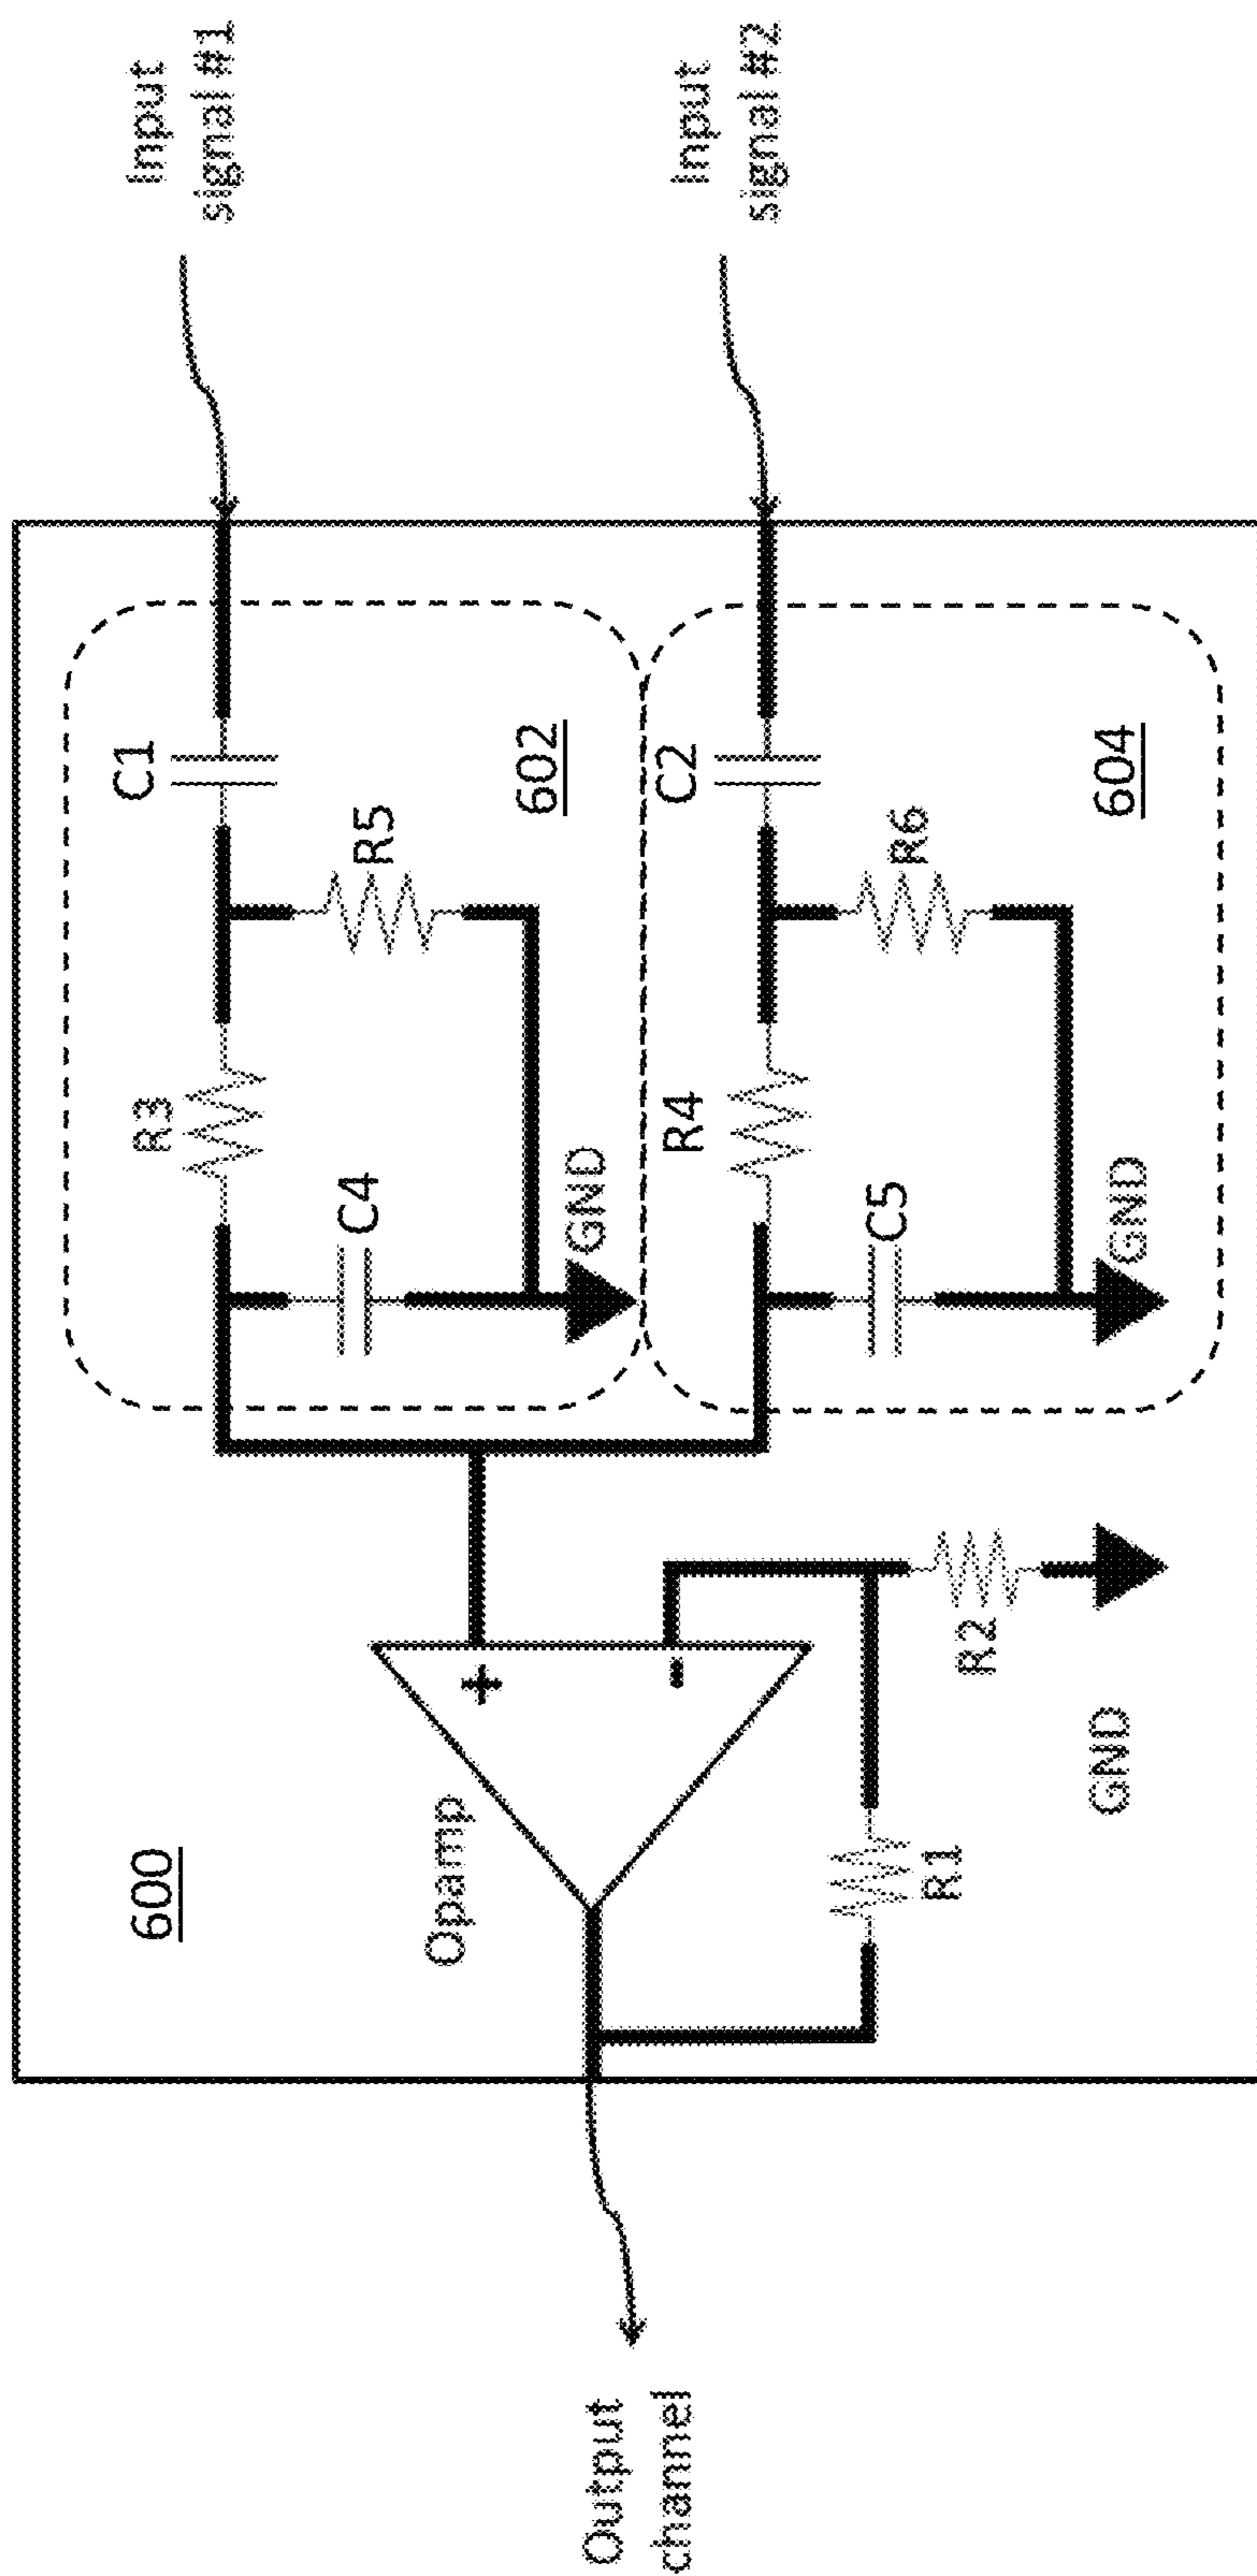 Input
signal #1
Input
signal #2
C1
R5
602
R3
C4
GND
C2
R6
604
R4
C5
GND
600
Opamp
+
-
R2
GND
R1
Output
channel